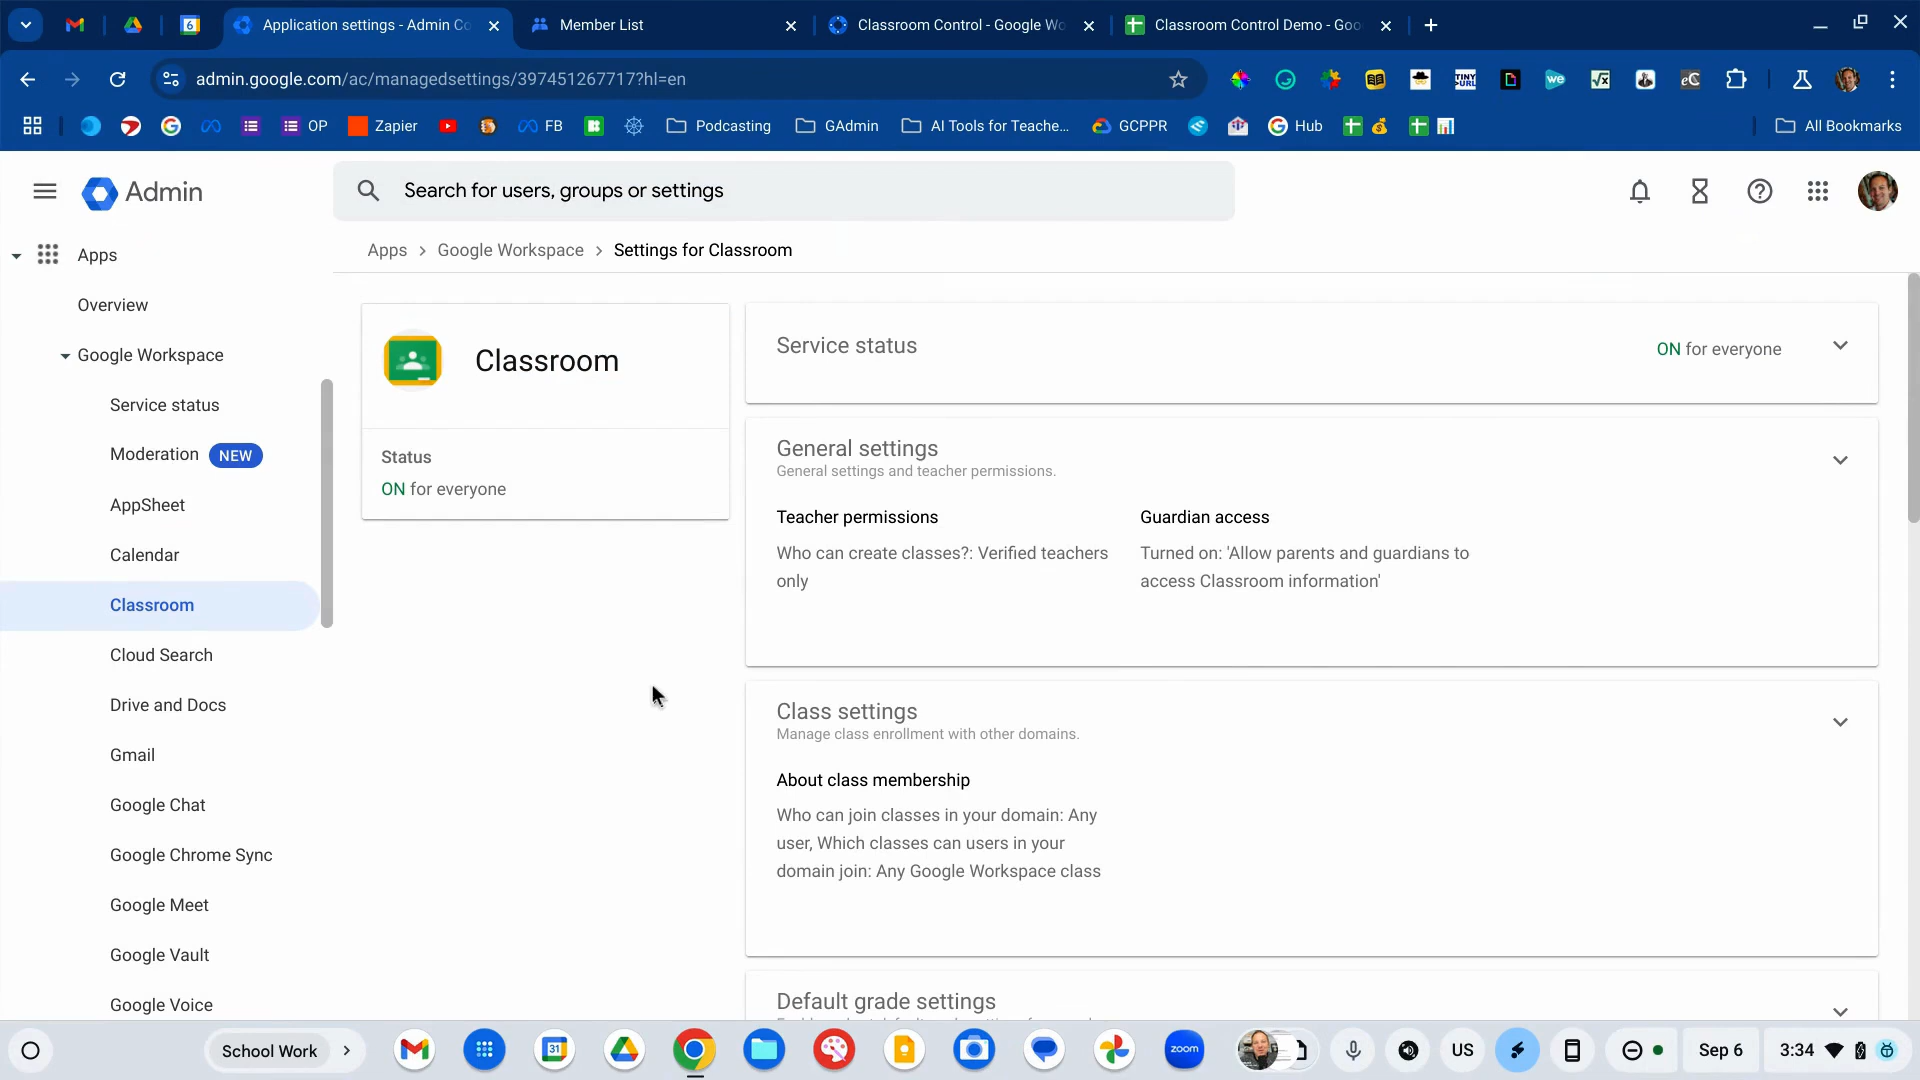 Application settings - Admin Co
Member List
Classroom Control - Google Wo
Classroom Control Demo - Goo
admin.google.com/ac/managedsettings/397451267717?hl=en
OP
Zapier
FB
Podcasting
GAdmin
AI Tools for Teache...
GCPPR
Hub
All Bookmarks
Admin
Search for users, groups or settings
Apps
Overview
Google Workspace
Service status
Moderation NEW
AppSheet
Calendar
Classroom
Cloud Search
Drive and Docs
Gmail
Google Chat
Google Chrome Sync
Google Meet
Google Vault
Google Voice
Apps > Google Workspace > Settings for Classroom
Classroom
Status
ON for everyone
Service status
ON for everyone
General settings
General settings and teacher permissions.
Teacher permissions
Who can create classes?: Verified teachers
only
Guardian access
Turned on: 'Allow parents and guardians to
access Classroom information'
Class settings
Manage class enrollment with other domains.
About class membership
Who can join classes in your domain: Any
user, Which classes can users in your
domain join: Any Google Workspace class
Default grade settings
School Work
31
zoom
US
Sep 6
3:34